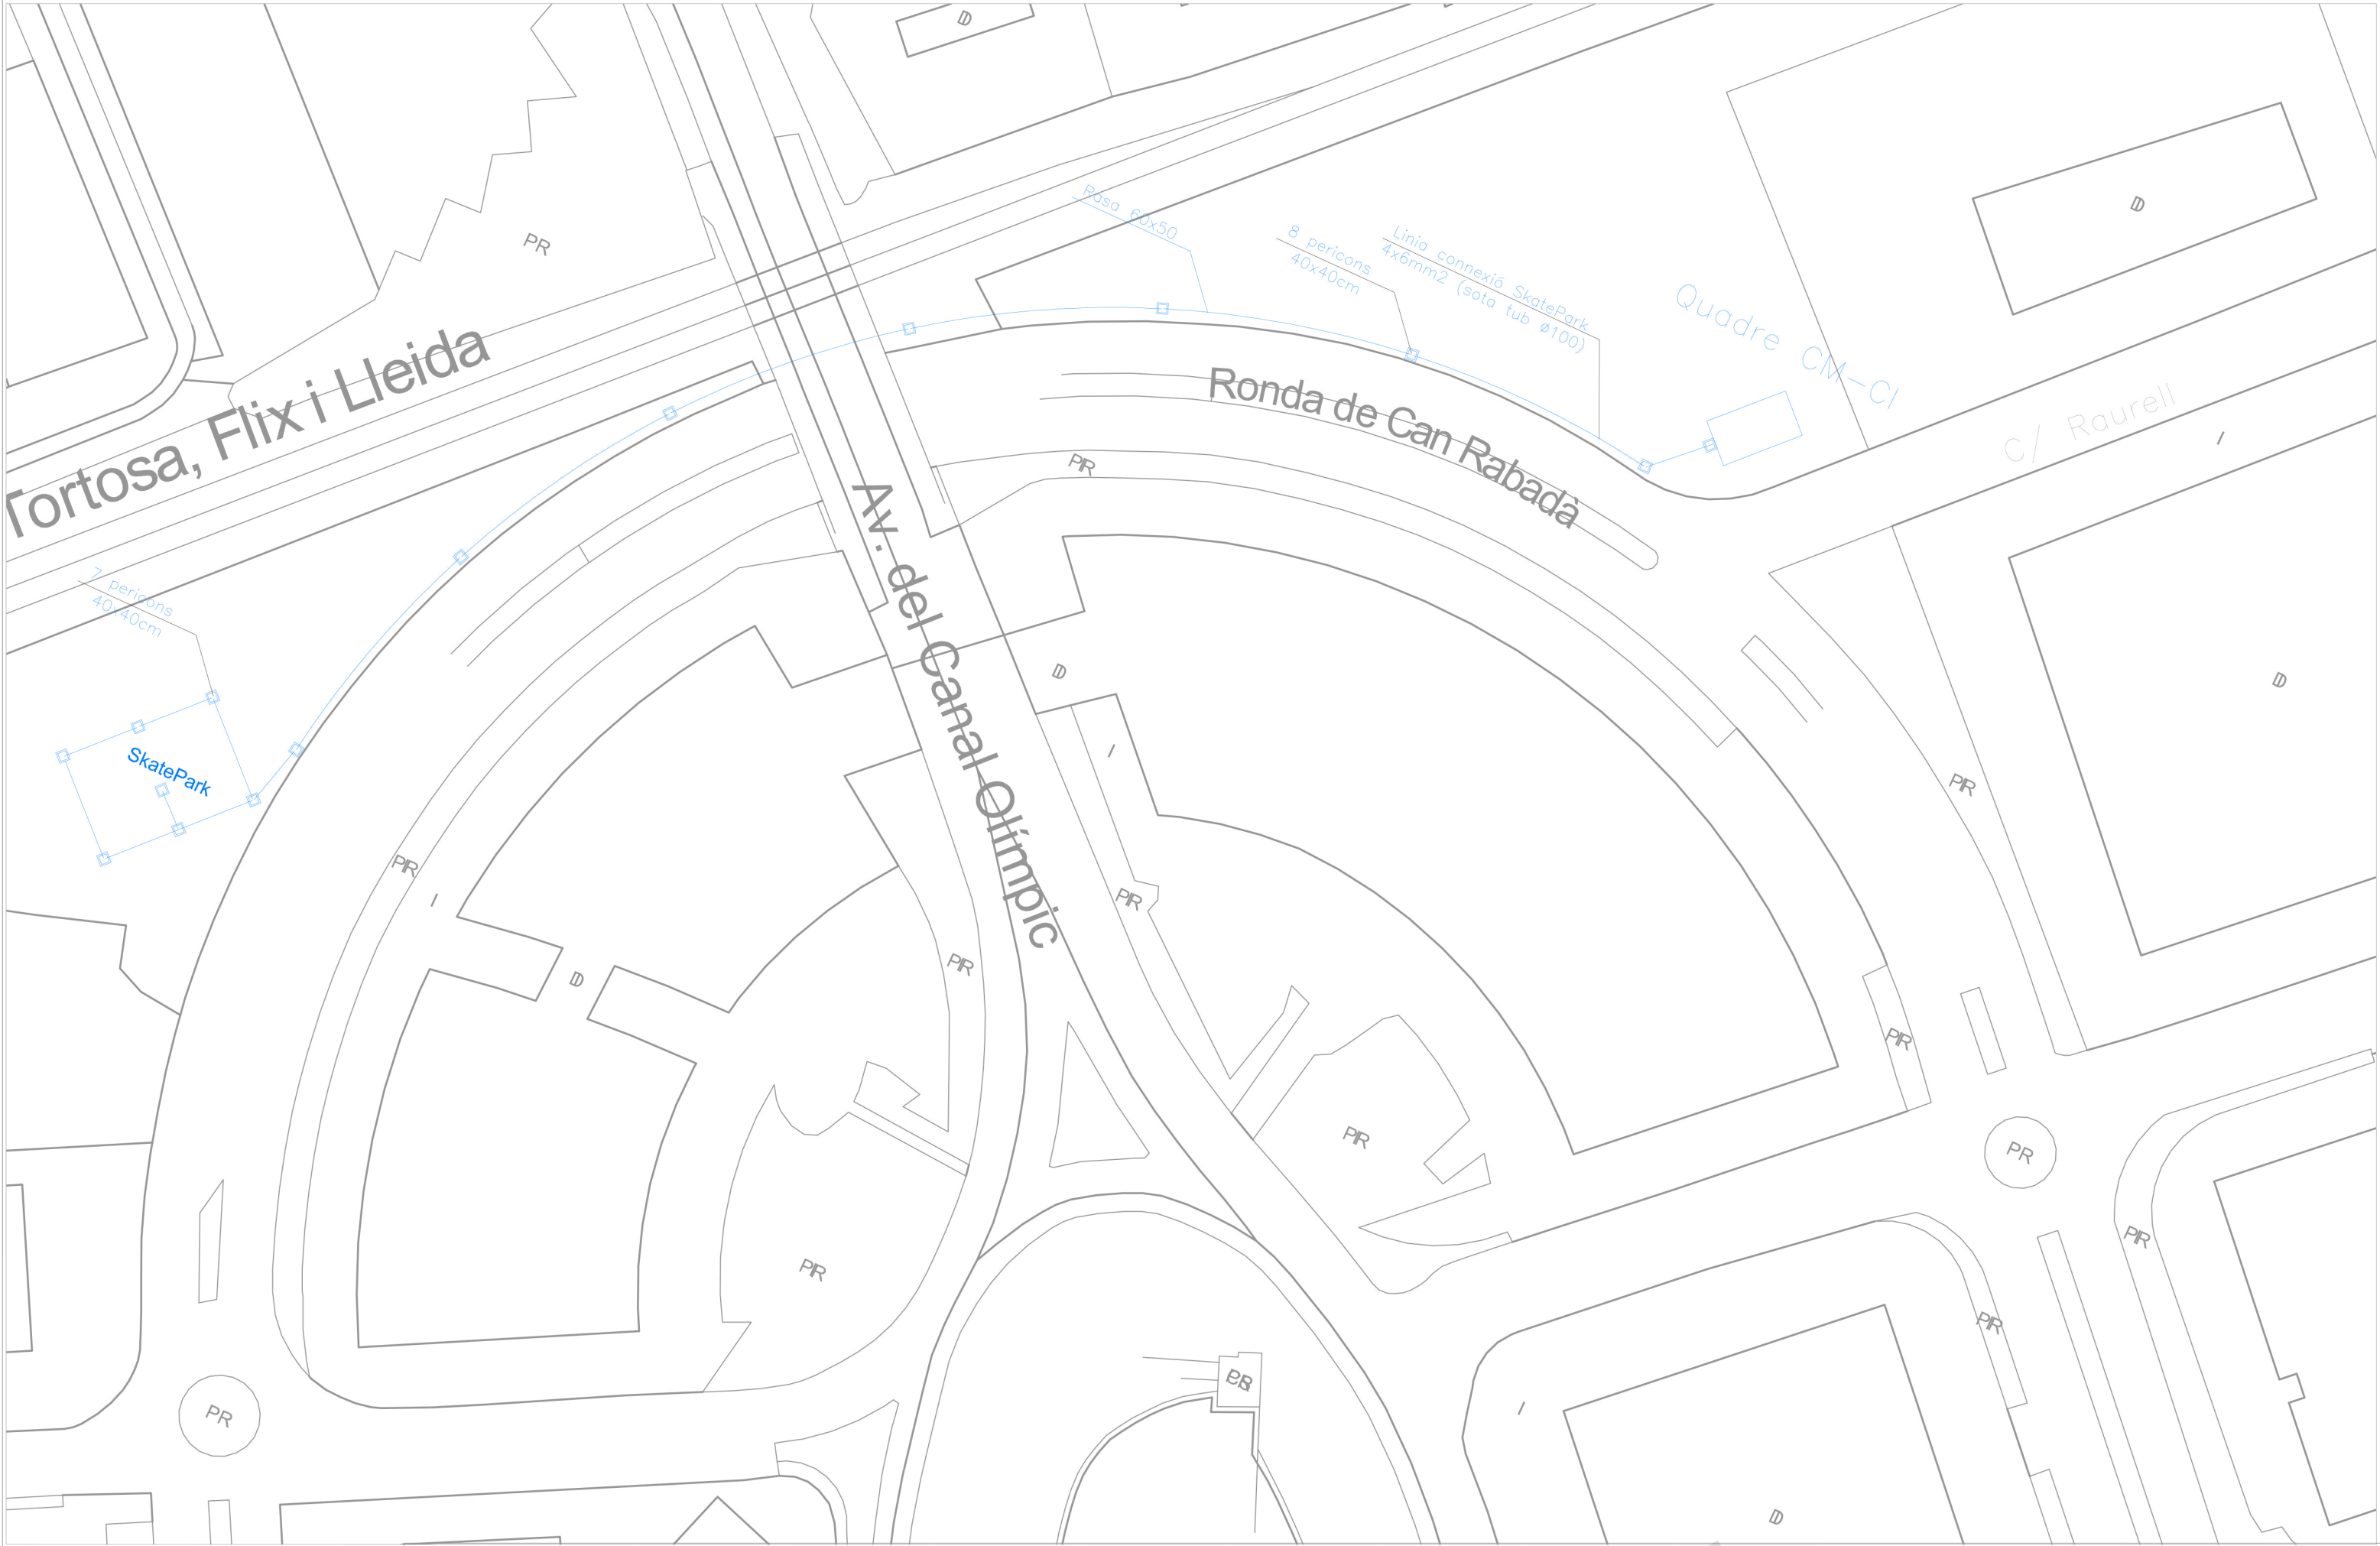 D
PR
D
Rasa 60x50
8 pericons
40x40cm
Linia connexió SkatePark
4x6mm2 (sota tub ø100)
Quadre CM-CI
Tortosa, Flix i Lleida
Ronda de Can Rabadà
C/ Raurell
PR
Av. del Canal Olímpic
7 pericons
40x40cm
D
D
SkatePark
PR
PR
PR
PR
D
PR
PR
PR
PR
PR
PR
PR
PR
D